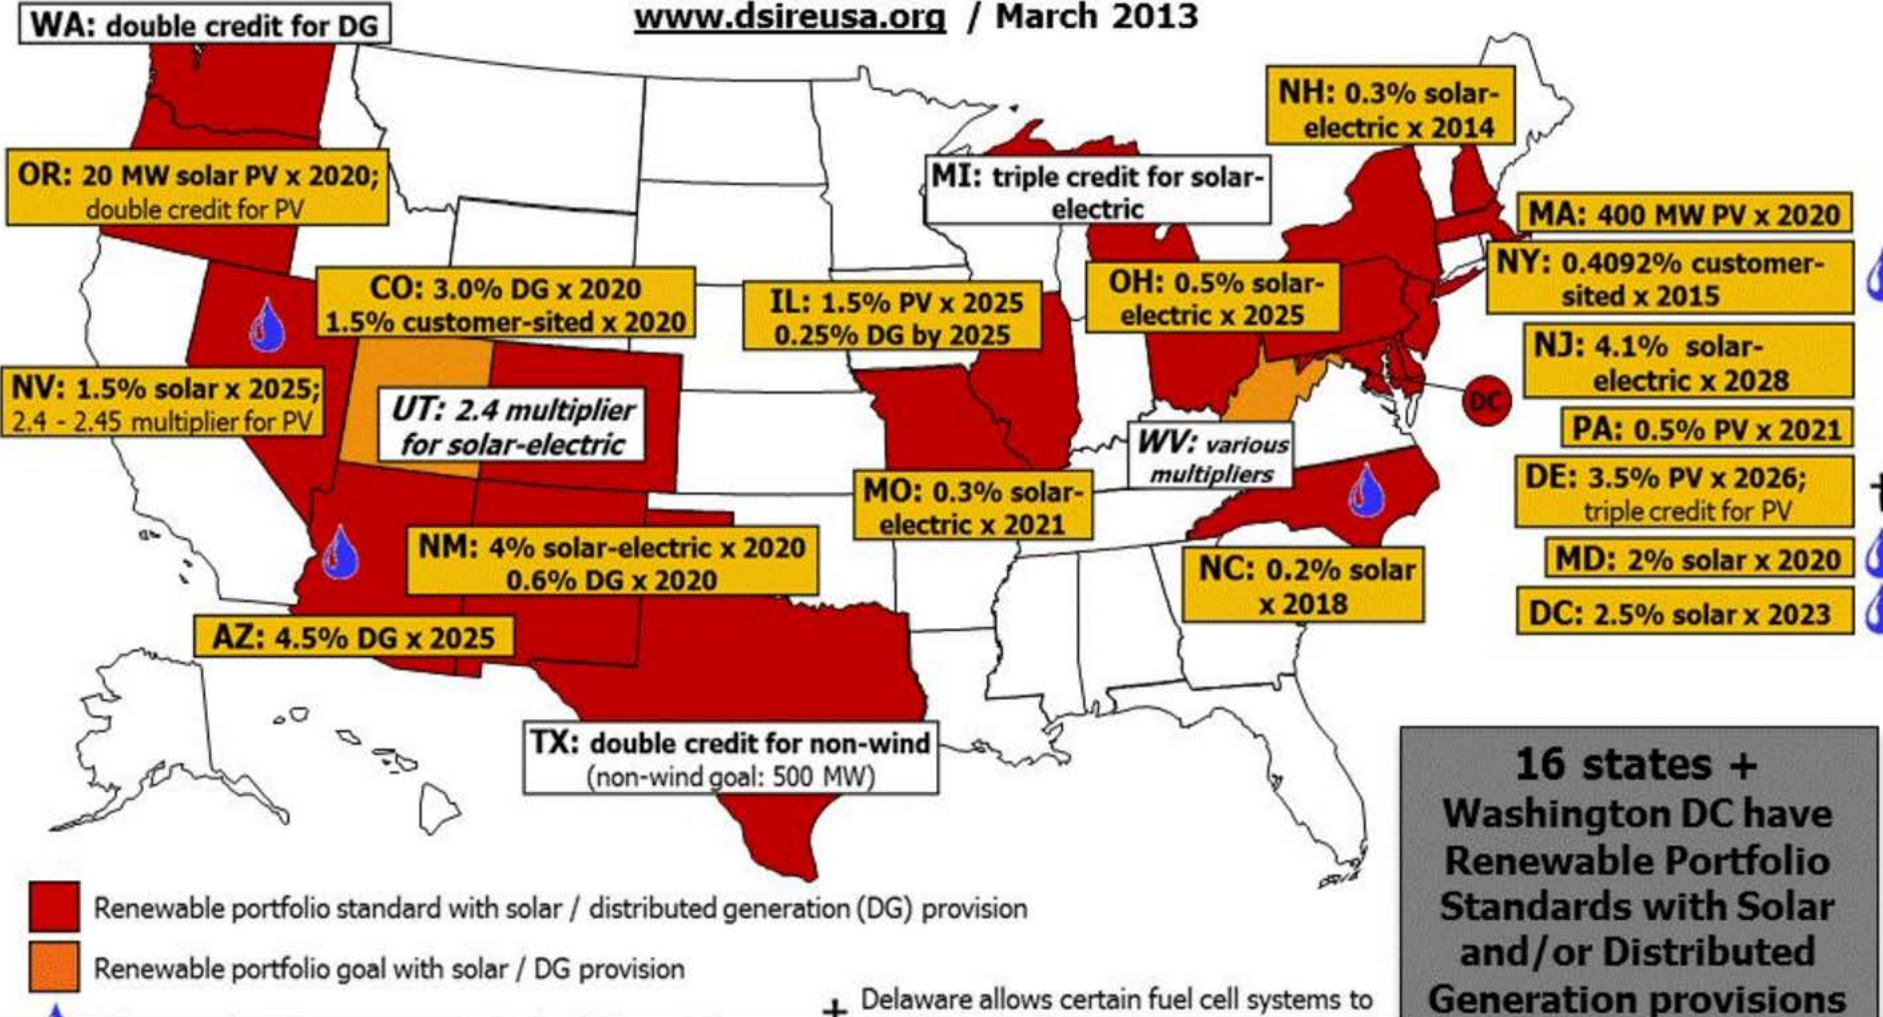 www.dsireusa.org / March 2013
WA: double credit for DG
NH: 0.3% solar-
electric x 2014
OR: 20 MW solar PV x 2020;
double credit for PV
MI: triple credit for solar-
electric
MA: 400 MW PV x 2020
NY: 0.4092% customer-
sited x 2015
CO: 3.0% DG x 2020
1.5% customer-sited x 2020
IL: 1.5% PV x 2025
0.25% DG by 2025
OH: 0.5% solar-
electric x 2025
NJ: 4.1% solar-
electric x 2028
NV: 1.5% solar x 2025;
2.4 - 2.45 multiplier for PV
UT: 2.4 multiplier
for solar-electric
DC
WV: various
multipliers
PA: 0.5% PV x 2021
DE: 3.5% PV x 2026;
triple credit for PV
MO: 0.3% solar-
electric x 2021
NM: 4% solar-electric x 2020
0.6% DG x 2020
NC: 0.2% solar
x 2018
MD: 2% solar x 2020
DC: 2.5% solar x 2023
AZ: 4.5% DG x 2025
TX: double credit for non-wind
(non-wind goal: 500 MW)
16 states +
Washington DC have
Renewable Portfolio
Standards with Solar
and/or Distributed
Generation provisions
Renewable portfolio standard with solar / distributed generation (DG) provision
Renewable portfolio goal with solar / DG provision
+ Delaware allows certain fuel cell systems to